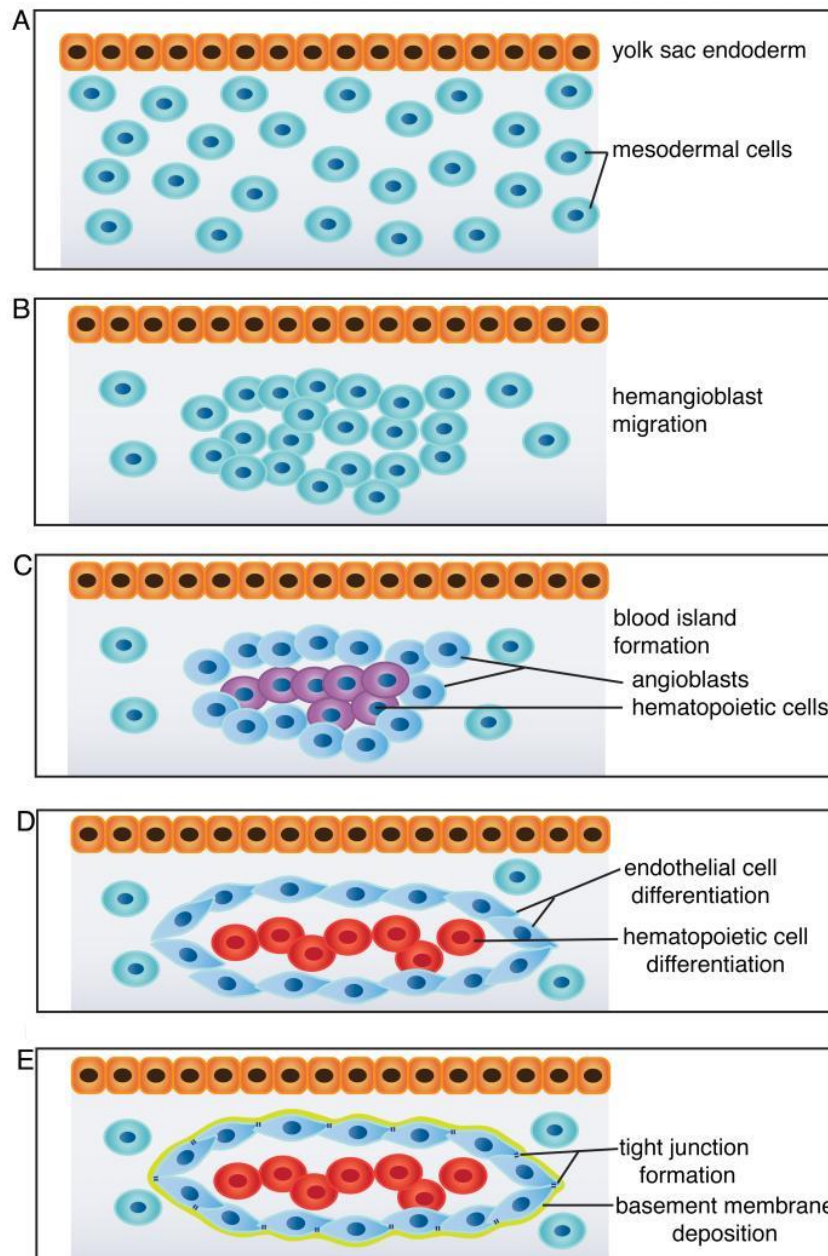 A
yolk sac endoderm
mesodermal cells
B
hemangioblast
migration
C
blood island
formation
angioblasts
hematopoietic cells
D
endothelial cell
differentiation
hematopoietic cell
differentiation
E
tight junction
formation
basement membrane
deposition